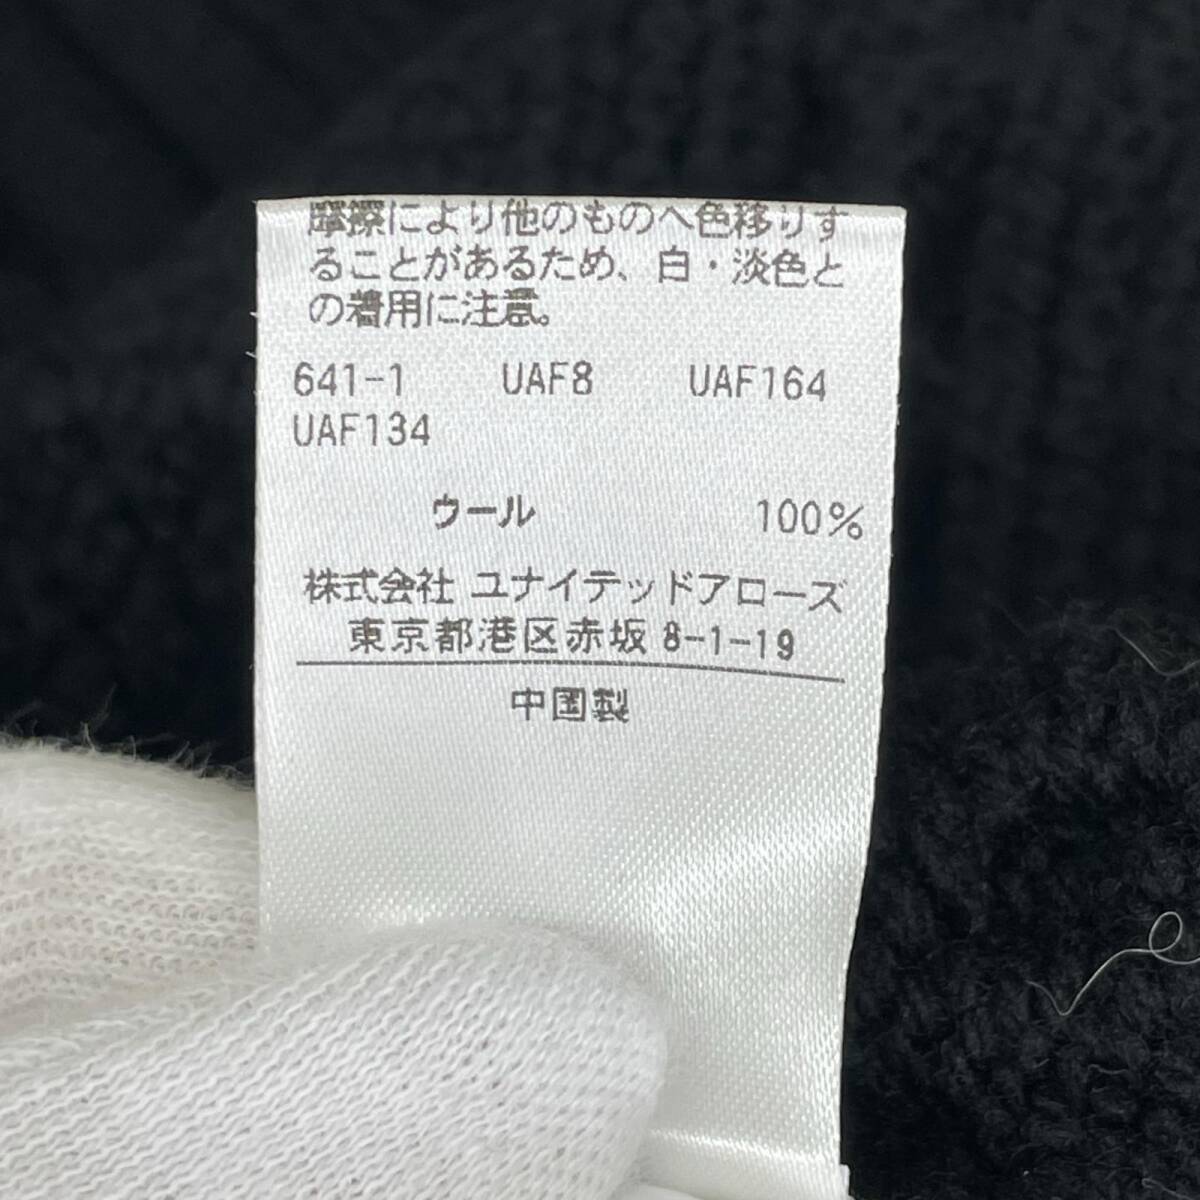 摩擦により他のものへ色移りす
ることがあるため、白・淡色と
の着用に注意。
641-1 UAF8 UAF164
UAF134
ウール 100%
株式会社 ユナイテッドアローズ
東京都港区赤坂 8-1-19
中国製